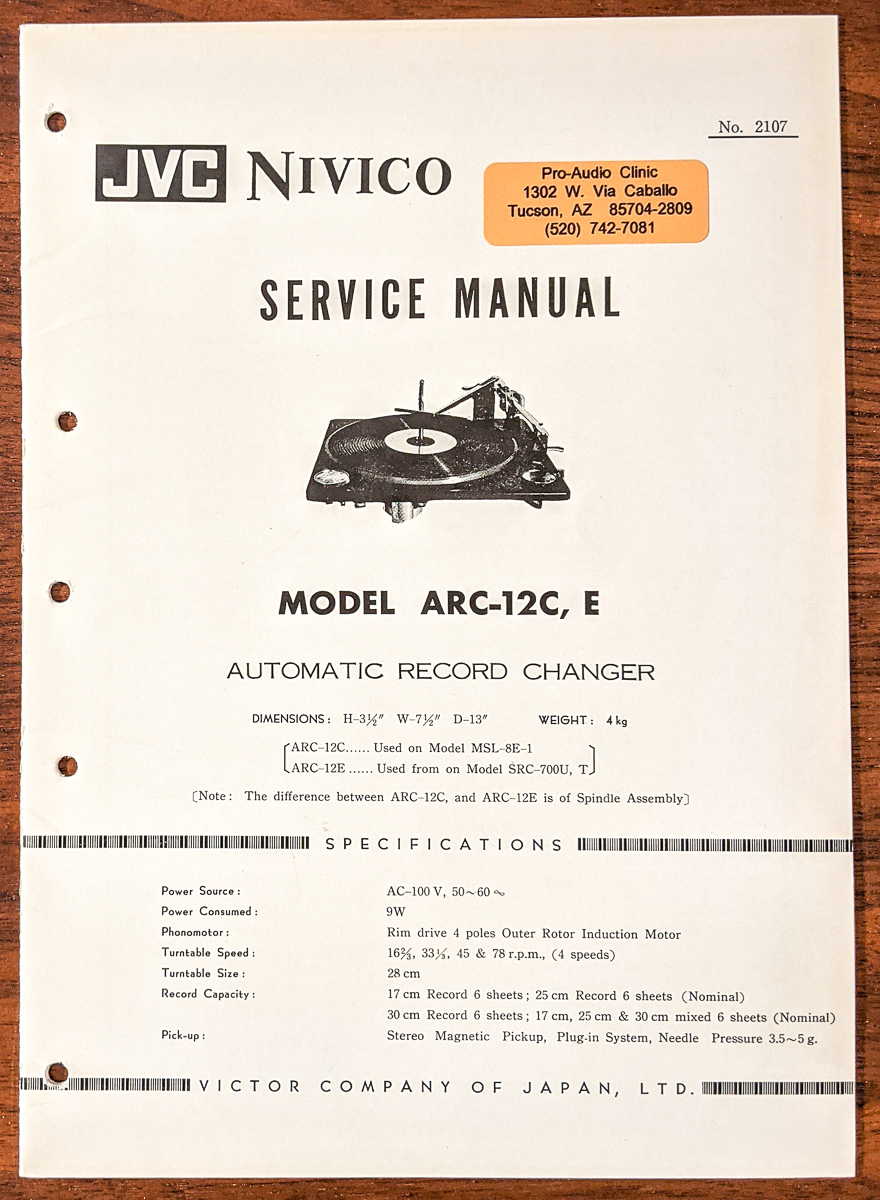 No. 2107
JVC NIVICO
Pro-Audio Clinic
1302 W. Via Caballo
Tucson, AZ 85704-2809
(520) 742-7081
SERVICE MANUAL
MODEL ARC-12C, E
AUTOMATIC RECORD CHANGER
DIMENSIONS: H-3½" W-7½" D-13" WEIGHT: 4 kg
ARC-12C...... Used on Model MSL-8E-1
ARC-12E ...... Used from on Model SRC-700U, T
〔Note: The difference between ARC-12C, and ARC-12E is of Spindle Assembly〕
SPECIFICATIONS
Power Source: AC-100 V, 50~60 ∾
Power Consumed: 9W
Phonomotor: Rim drive 4 poles Outer Rotor Induction Motor
Turntable Speed: 16⅔, 33⅓, 45 & 78 r.p.m., (4 speeds)
Turntable Size: 28 cm
Record Capacity: 17 cm Record 6 sheets; 25 cm Record 6 sheets (Nominal)
30 cm Record 6 sheets; 17 cm, 25 cm & 30 cm mixed 6 sheets (Nominal)
Pick-up: Stereo Magnetic Pickup, Plug-in System, Needle Pressure 3.5~5 g.
VICTOR COMPANY OF JAPAN, LTD.